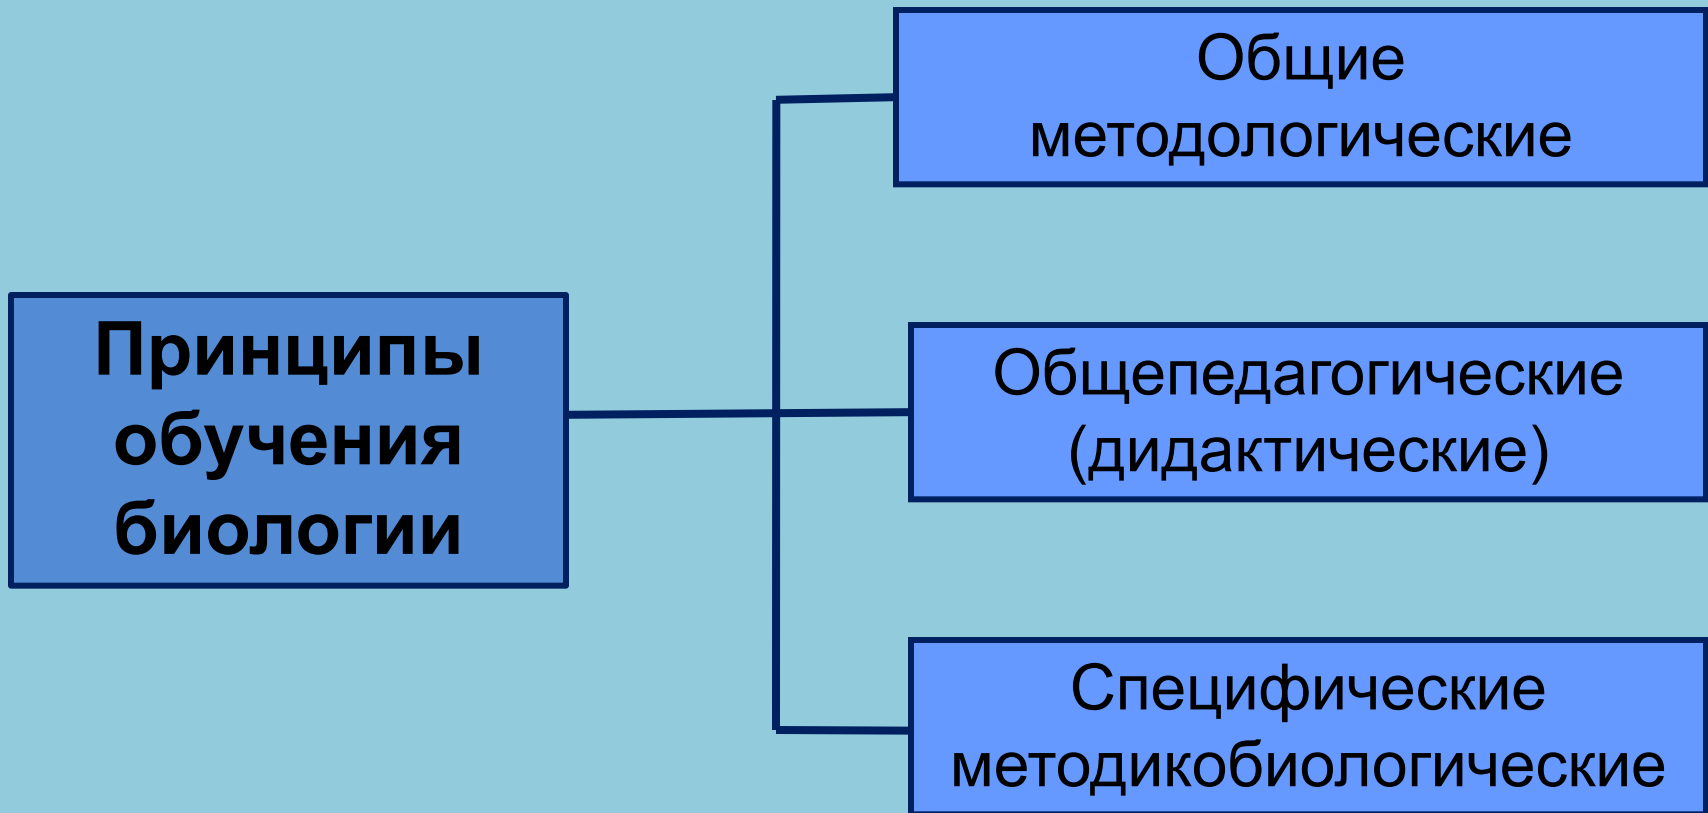 Общие
методологические
Принципы
обучения
биологии
Общепедагогические
(дидактические)
Специфические
методикобиологические